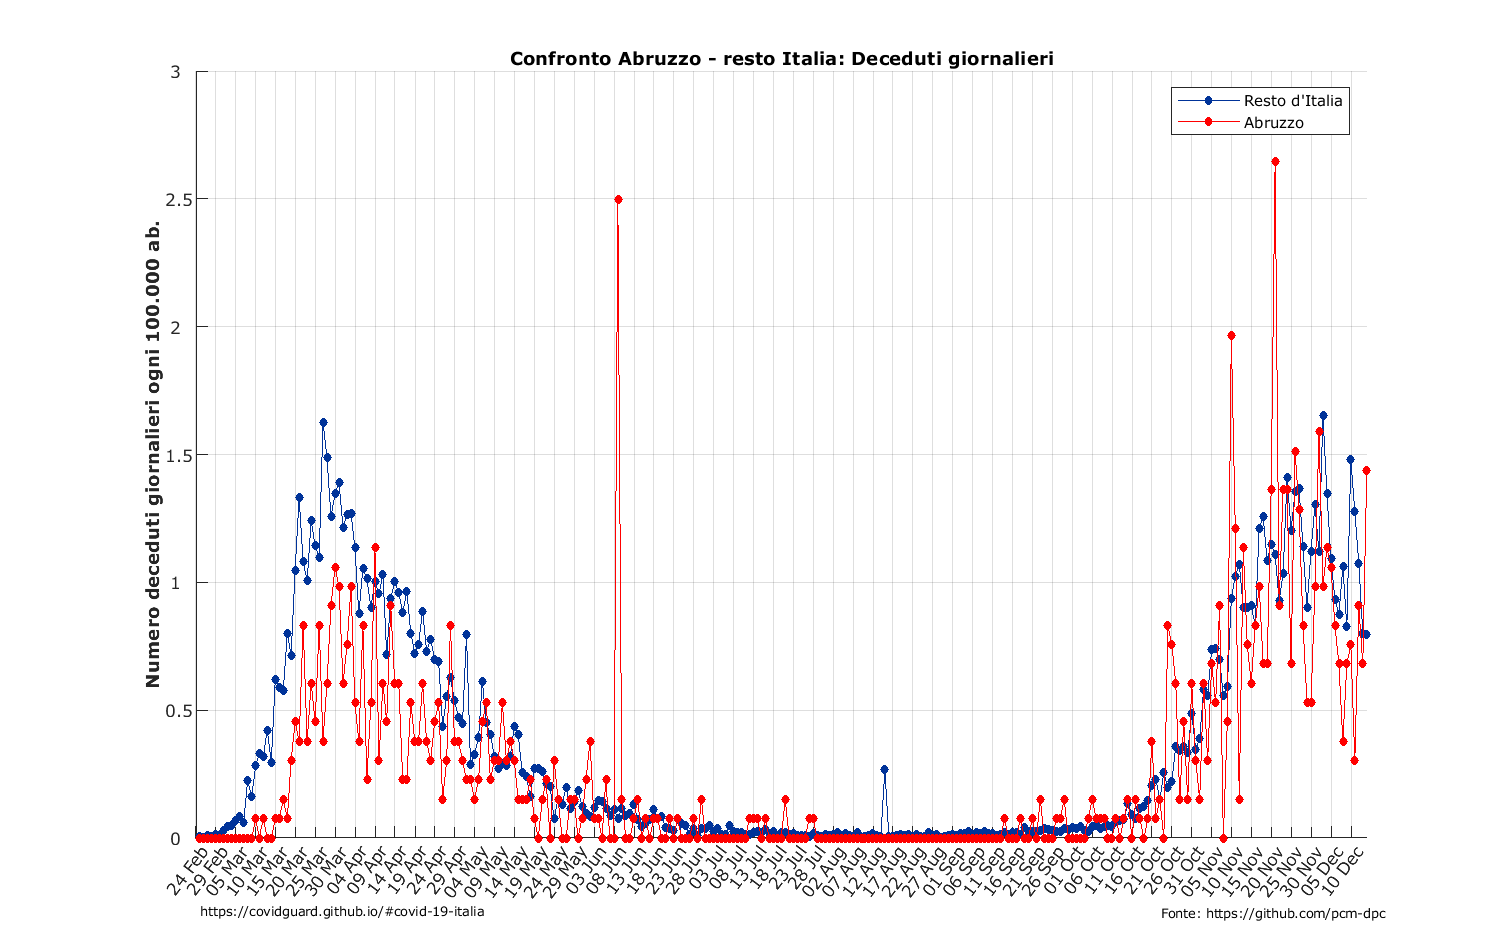 Confronto Abruzzo - resto Italia: Deceduti giornalieri
Resto d'Italia
Abruzzo
Numero deceduti giornalieri ogni 100.000 ab.
3
2.5
2
1.5
1
0.5
0
24 Feb
29 Feb
05 Mar
10 Mar
15 Mar
20 Mar
25 Mar
30 Mar
04 Apr
09 Apr
14 Apr
19 Apr
24 Apr
29 Apr
04 May
09 May
14 May
19 May
24 May
29 May
03 Jun
08 Jun
13 Jun
18 Jun
23 Jun
28 Jun
03 Jul
08 Jul
13 Jul
18 Jul
23 Jul
28 Jul
02 Aug
07 Aug
12 Aug
17 Aug
22 Aug
27 Aug
01 Sep
06 Sep
11 Sep
16 Sep
21 Sep
26 Sep
01 Oct
06 Oct
11 Oct
16 Oct
21 Oct
26 Oct
31 Oct
05 Nov
10 Nov
15 Nov
20 Nov
25 Nov
30 Nov
05 Dec
10 Dec
https://covidguard.github.io/#covid-19-italia
Fonte: https://github.com/pcm-dpc